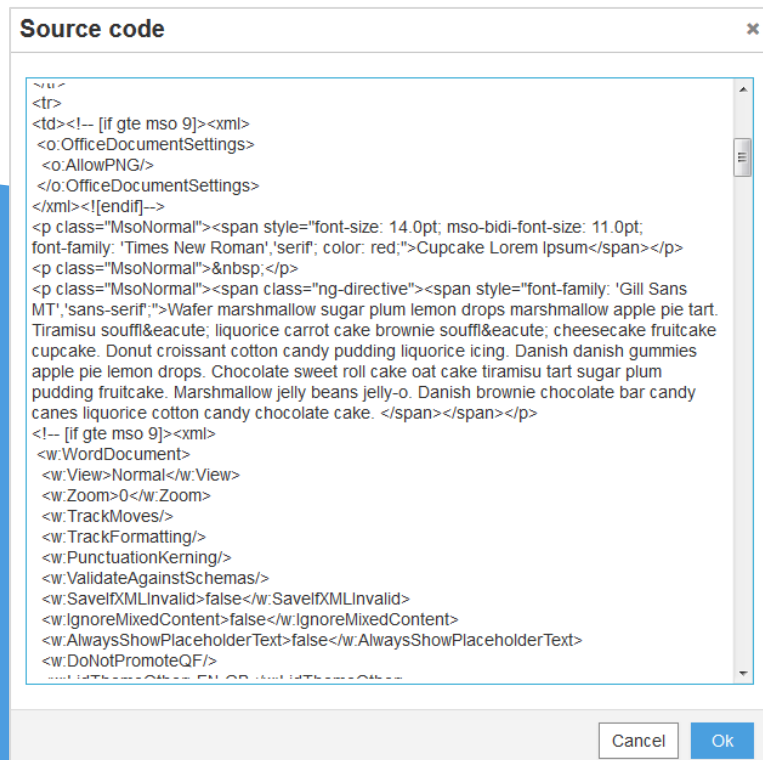 Source code ×
</tr>
<tr>
<td><!-- [if gte mso 9]><xml>
<o:OfficeDocumentSettings>
<o:AllowPNG/>
</o:OfficeDocumentSettings>
</xml><![endif]-->
<p class="MsoNormal"><span style="font-size: 14.0pt; mso-bidi-font-size: 11.0pt;
font-family: 'Times New Roman','serif'; color: red;">Cupcake Lorem Ipsum</span></p>
<p class="MsoNormal">&nbsp;</p>
<p class="MsoNormal"><span class="ng-directive"><span style="font-family: 'Gill Sans
MT','sans-serif';">Wafer marshmallow sugar plum lemon drops marshmallow apple pie tart.
Tiramisu souffl&eacute; liquorice carrot cake brownie souffl&eacute; cheesecake fruitcake
cupcake. Donut croissant cotton candy pudding liquorice icing. Danish danish gummies
apple pie lemon drops. Chocolate sweet roll cake oat cake tiramisu tart sugar plum
pudding fruitcake. Marshmallow jelly beans jelly-o. Danish brownie chocolate bar candy
canes liquorice cotton candy chocolate cake. </span></span></p>
<!-- [if gte mso 9]><xml>
<w:WordDocument>
<w:View>Normal</w:View>
<w:Zoom>0</w:Zoom>
<w:TrackMoves/>
<w:TrackFormatting/>
<w:PunctuationKerning/>
<w:ValidateAgainstSchemas/>
<w:SaveIfXMLInvalid>false</w:SaveIfXMLInvalid>
<w:IgnoreMixedContent>false</w:IgnoreMixedContent>
<w:AlwaysShowPlaceholderText>false</w:AlwaysShowPlaceholderText>
<w:DoNotPromoteQF/>
<w:LidThemeOther>EN-GB</w:LidThemeOther>
Cancel Ok